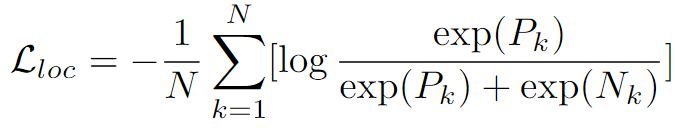 $$\mathcal{L}_{loc} = -\frac{1}{N} \sum_{k=1}^{N} [\log \frac{\exp(P_k)}{\exp(P_k) + \exp(N_k)}]$$